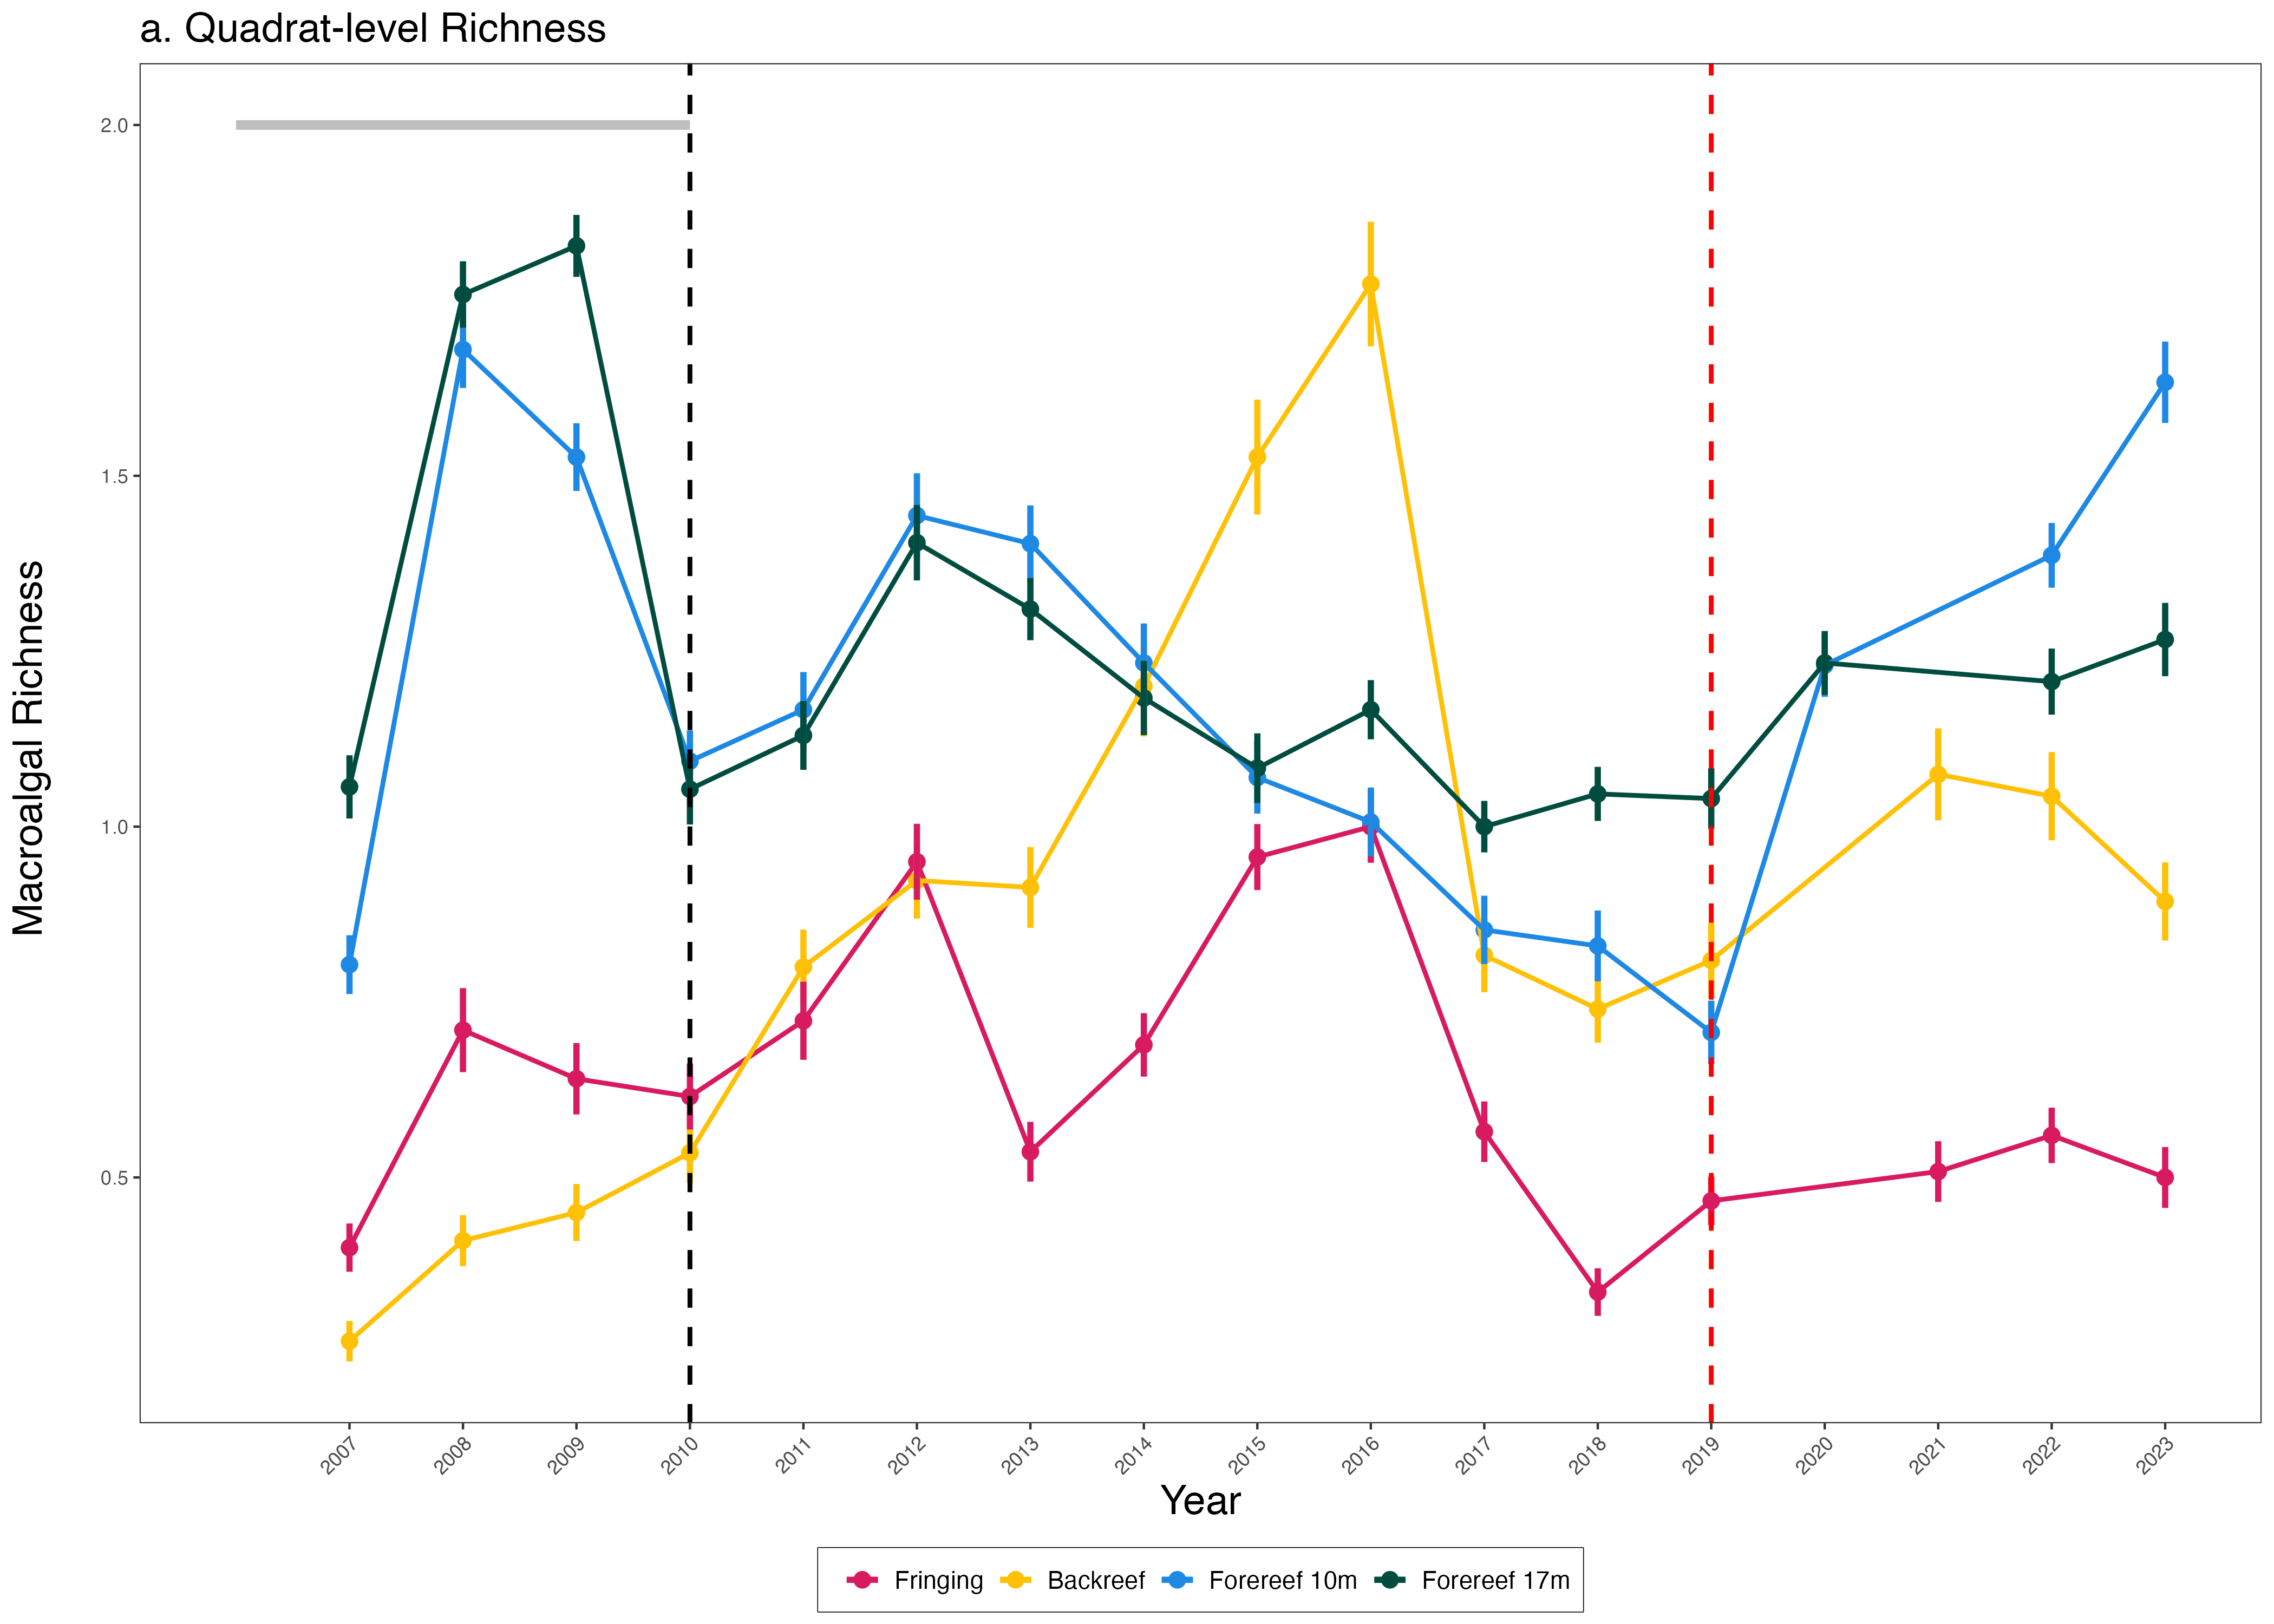 a. Quadrat-level Richness
Macroalgal Richness
2.0
1.5
1.0
0.5
2007 2008 2009 2010 2011 2012 2013 2014 2015 2016 2017 2018 2019 2020 2021 2022 2023
Year
Fringing Backreef Forereef 10m Forereef 17m